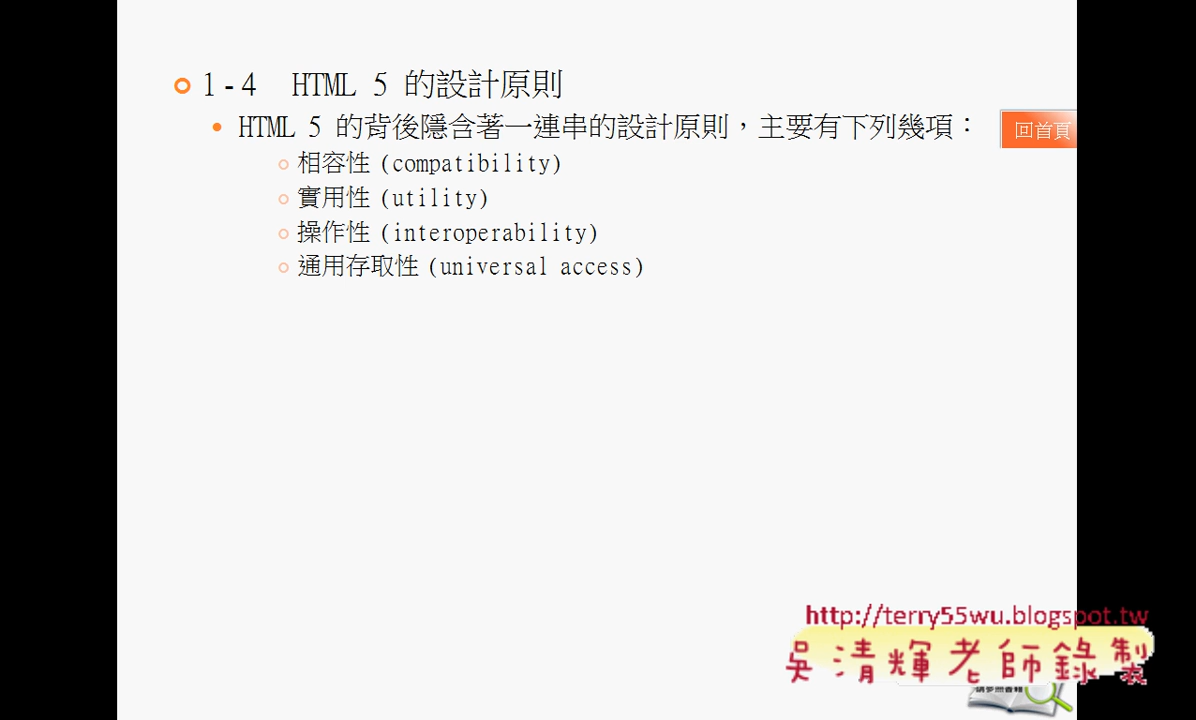 1-4 HTML 5 的設計原則
HTML 5 的背後隱含著一連串的設計原則，主要有下列幾項：
回首頁
相容性 (compatibility)
實用性 (utility)
操作性 (interoperability)
通用存取性 (universal access)
http://terry55wu.blogspot.tw
吳清輝老師錄製